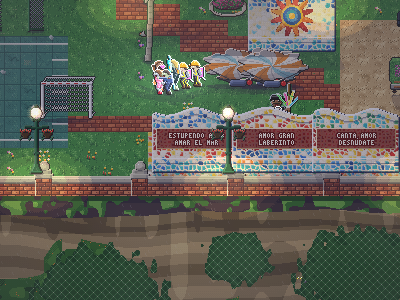 ESTUPENDO A
AMAR EL MAR
AMOR GRAN
LABERINTO
CANTA AMOR
DESNUDATE